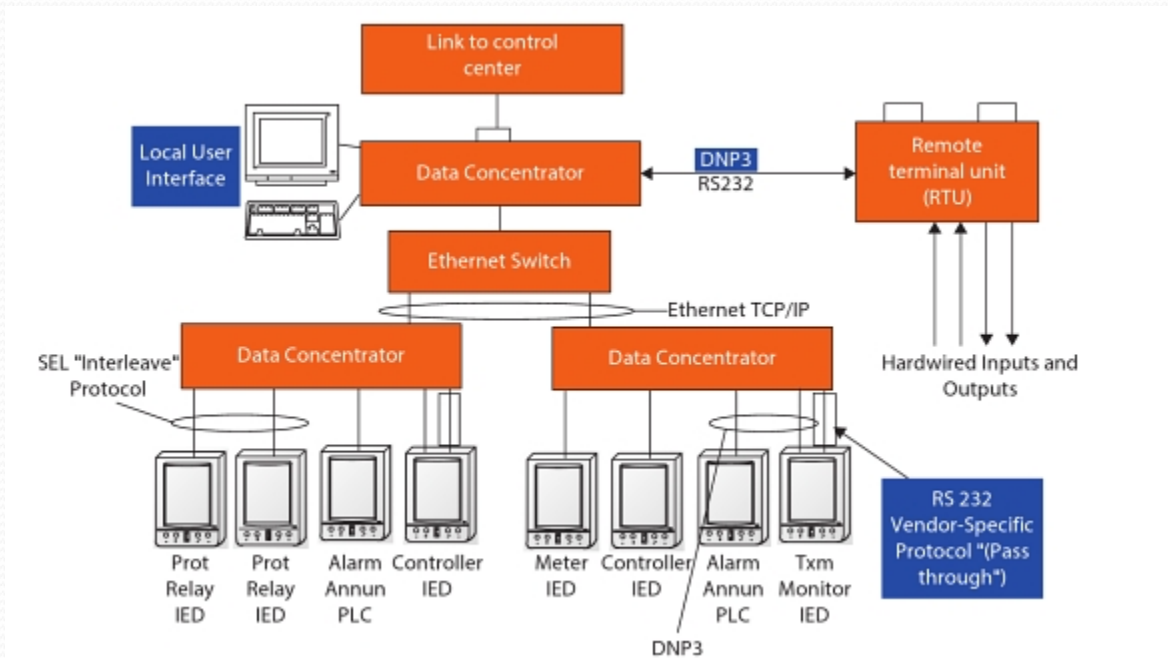 Link to control
center
Local User
Interface
Data Concentrator
DNP3
RS232
Remote
terminal unit
(RTU)
Ethernet Switch
Ethernet TCP/IP
SEL "Interleave"
Protocol
Data Concentrator
Data Concentrator
Hardwired Inputs and
Outputs
Prot
Relay
IED
Prot
Relay
IED
Alarm
Annun
PLC
Controller
IED
Meter
IED
Controller
IED
Alarm
Annun
PLC
Txm
Monitor
IED
RS 232
Vendor-Specific
Protocol "(Pass
through")
DNP3